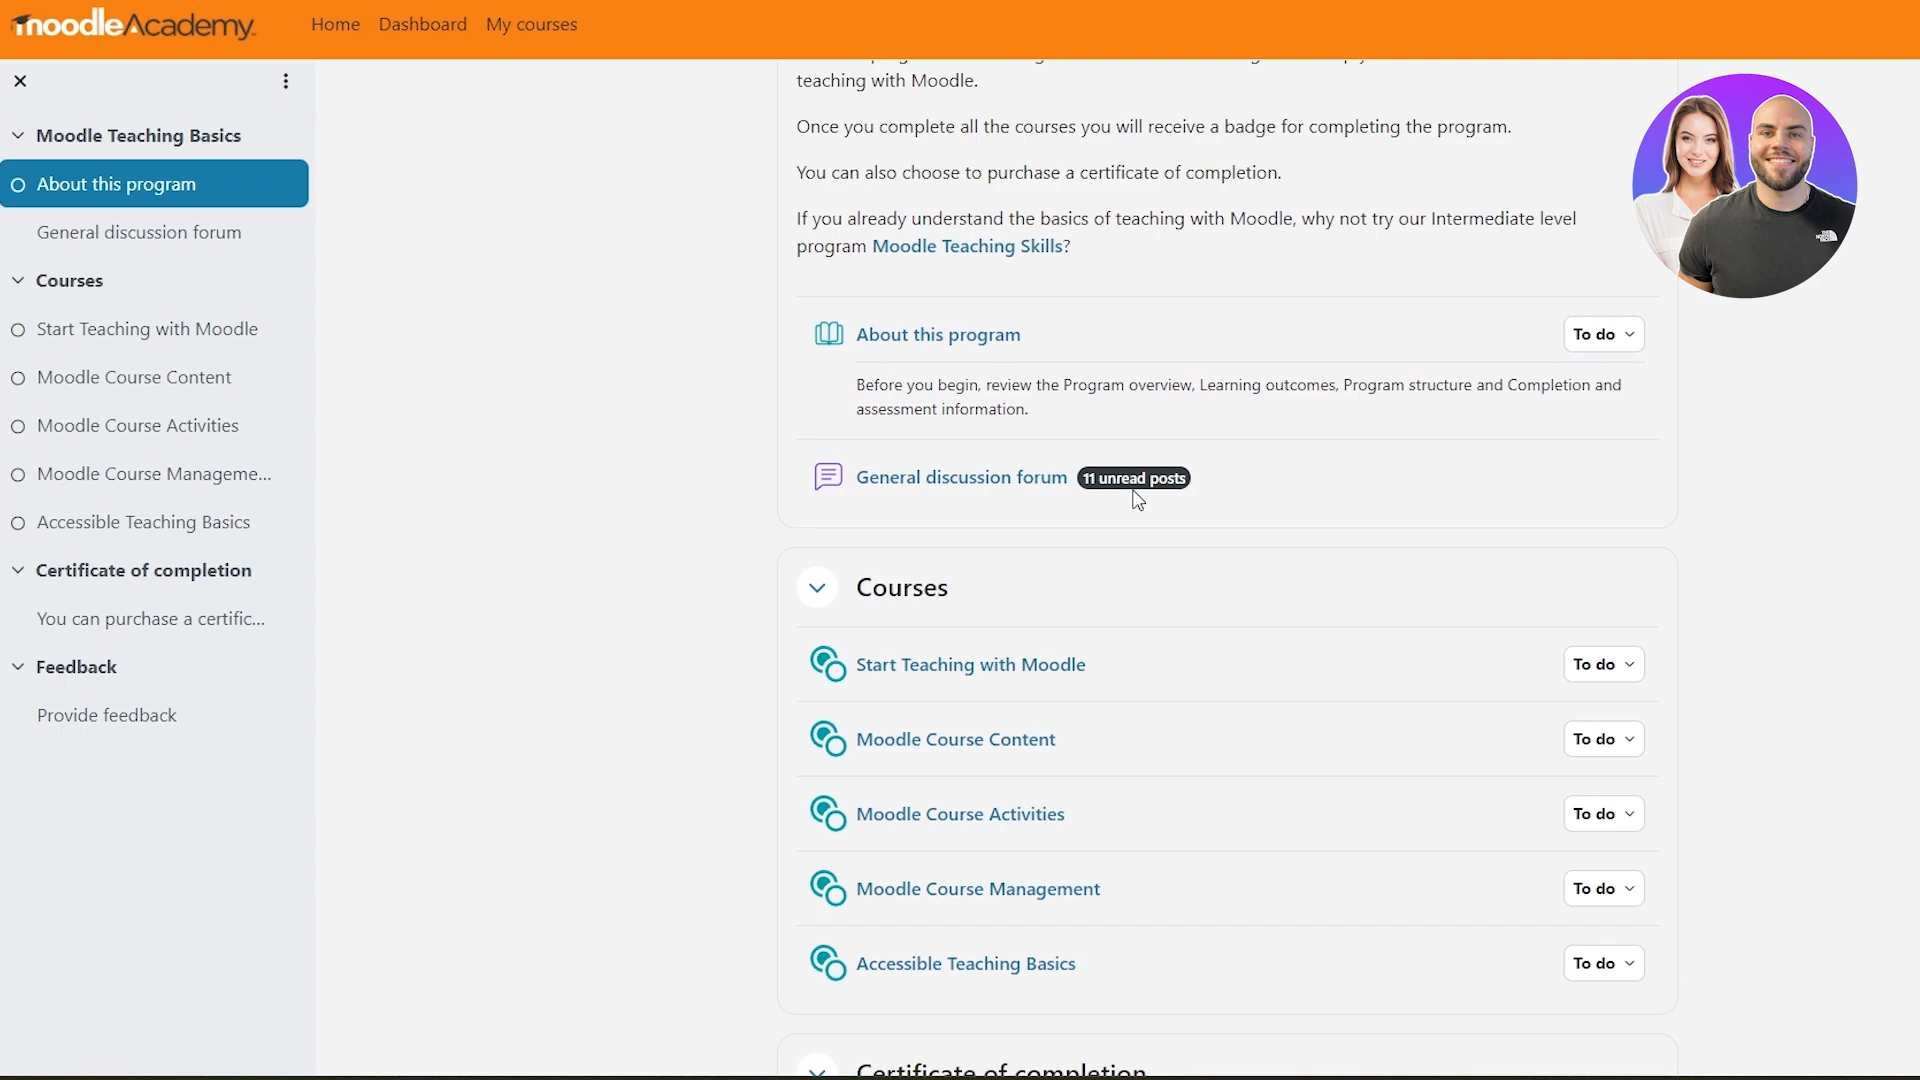 moodleAcademy
Home Dashboard My courses
Moodle Teaching Basics
About this program
General discussion forum
Courses
Start Teaching with Moodle
Moodle Course Content
Moodle Course Activities
Moodle Course Manageme...
Accessible Teaching Basics
Certificate of completion
You can purchase a certific...
Feedback
Provide feedback
teaching with Moodle.
Once you complete all the courses you will receive a badge for completing the program.
You can also choose to purchase a certificate of completion.
If you already understand the basics of teaching with Moodle, why not try our Intermediate level
program Moodle Teaching Skills?
About this program To do
Before you begin, review the Program overview, Learning outcomes, Program structure and Completion and
assessment information.
General discussion forum 11 unread posts
Courses
Start Teaching with Moodle To do
Moodle Course Content To do
Moodle Course Activities To do
Moodle Course Management To do
Accessible Teaching Basics To do
Certificate of completion